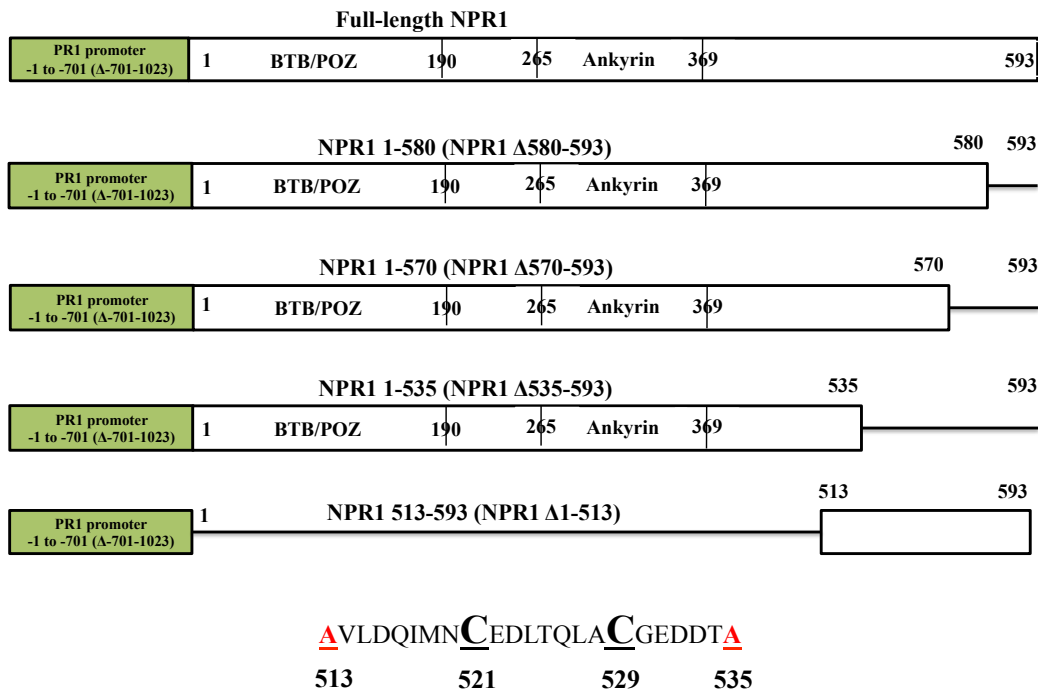 Full-length NPR1
PR1 promoter
-1 to -701 (Δ-701-1023)
1 BTB/POZ 190 265 Ankyrin 369 593
NPR1 1-580 (NPR1 Δ580-593) 580 593
PR1 promoter
-1 to -701 (Δ-701-1023)
1 BTB/POZ 190 265 Ankyrin 369
NPR1 1-570 (NPR1 Δ570-593) 570 593
PR1 promoter
-1 to -701 (Δ-701-1023)
1 BTB/POZ 190 265 Ankyrin 369
NPR1 1-535 (NPR1 Δ535-593) 535 593
PR1 promoter
-1 to -701 (Δ-701-1023)
1 BTB/POZ 190 265 Ankyrin 369
513 593
PR1 promoter
-1 to -701 (Δ-701-1023)
1 NPR1 513-593 (NPR1 Δ1-513)
AVLDQIMNCEDLTQLACGEDDTA
513 521 529 535